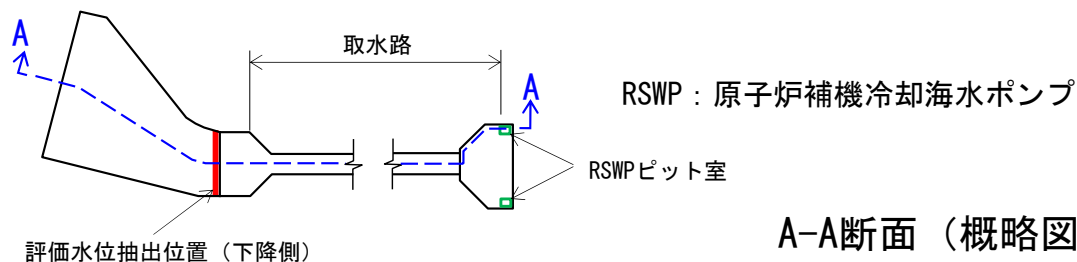 A
取水路
A
RSWP：原子炉補機冷却海水ポンプ
RSWPピット室
評価水位抽出位置（下降側）
A-A断面（概略図